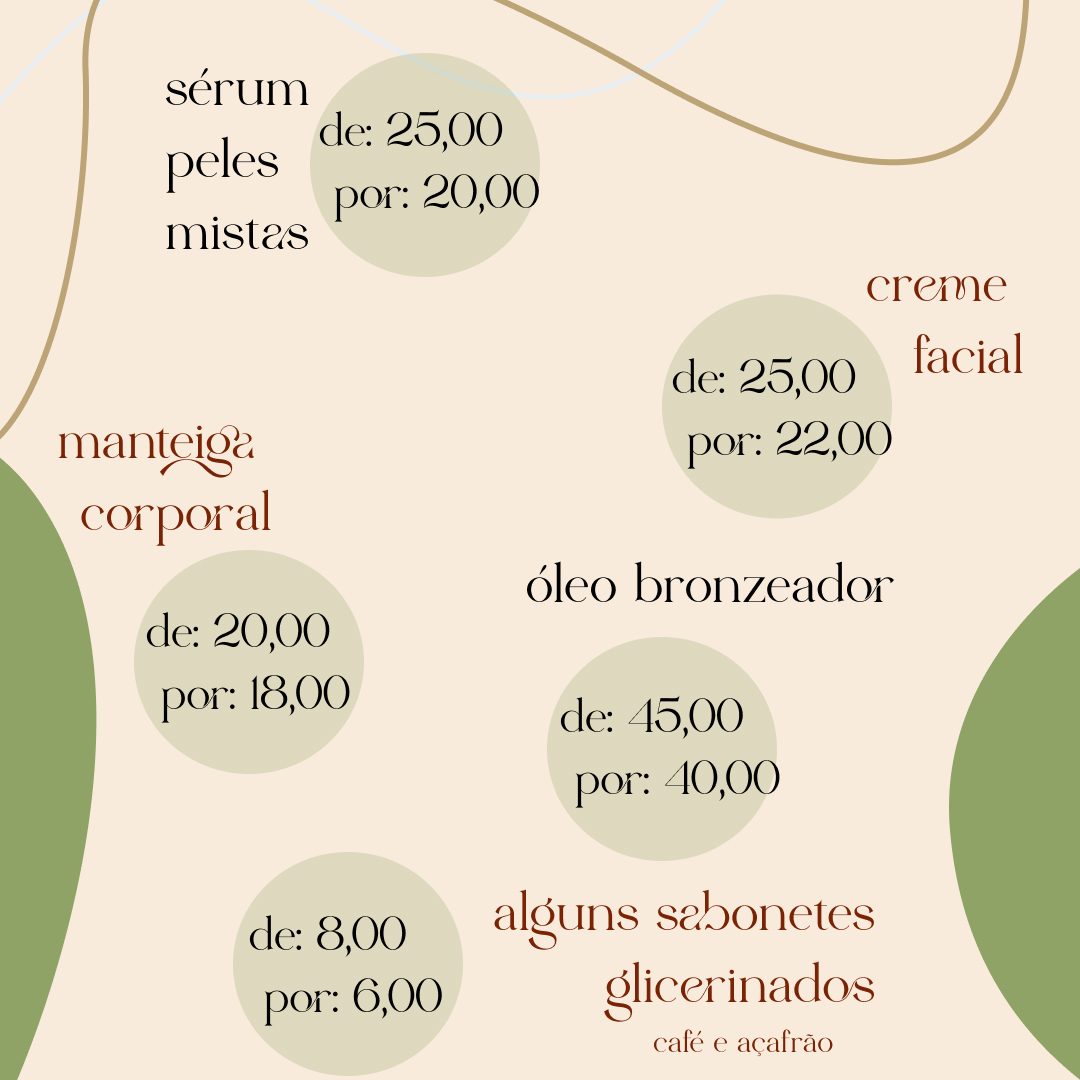 sérum
peles
mistas
de: 25,00
por: 20,00
creme
facial
de: 25,00
por: 22,00
manteiga
corporal
de: 20,00
por: 18,00
óleo bronzeador
de: 45,00
por: 40,00
alguns sabonetes
glicerinados
café e açafrão
de: 8,00
por: 6,00